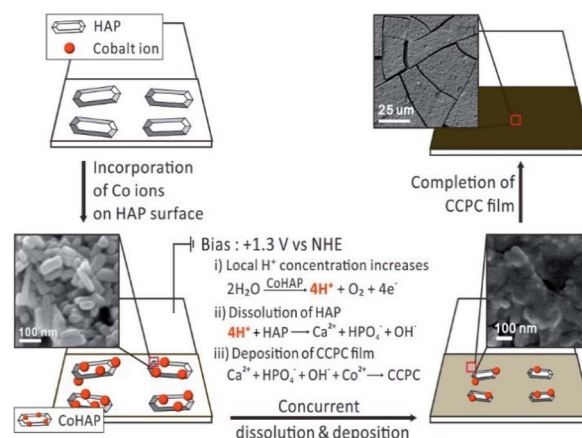 HAP
Cobalt ion
Incorporation
of Co ions
on HAP surface
100 nm
CoHAP
Bias : +1.3 V vs NHE
i) Local H⁺ concentration increases
2H₂O —CoHAP→ 4H⁺ + O₂ + 4e⁻
ii) Dissolution of HAP
4H⁺ + HAP → Ca²⁺ + HPO₄⁻ + OH⁻
iii) Deposition of CCPC film
Ca²⁺ + HPO₄⁻ + OH⁻ + Co²⁺ → CCPC
Concurrent
dissolution & deposition
100 nm
Completion of
CCPC film
25 um